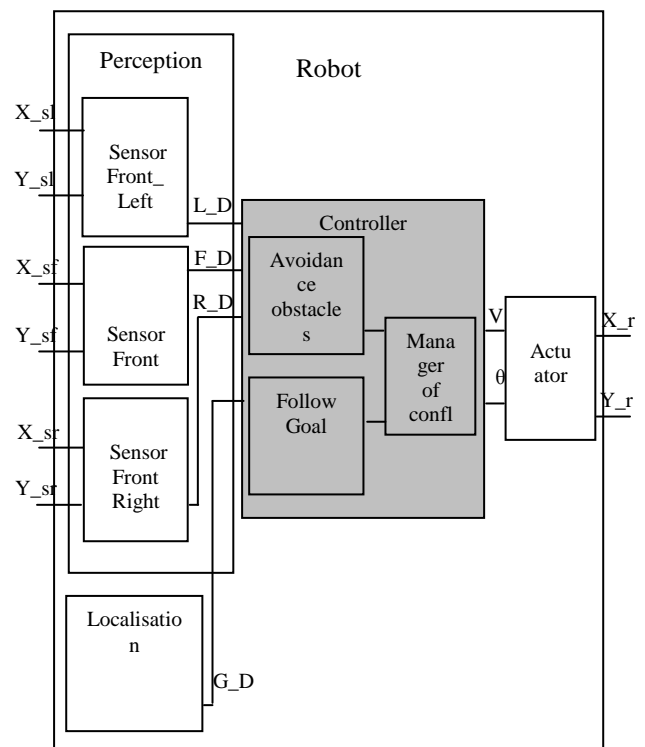 Perception
Robot
X_sl
Sensor
Front_
Left
Y_sl
L_D
Controller
X_sf
F_D
Avoidan
ce
obstacle
s
R_D
Y_sf
Sensor
Front
V
X_r
Mana
ger
of
confl
Actu
ator
θ
Y_r
Follow
Goal
X_sr
Sensor
Front
Right
Y_sr
Localisatio
n
G_D